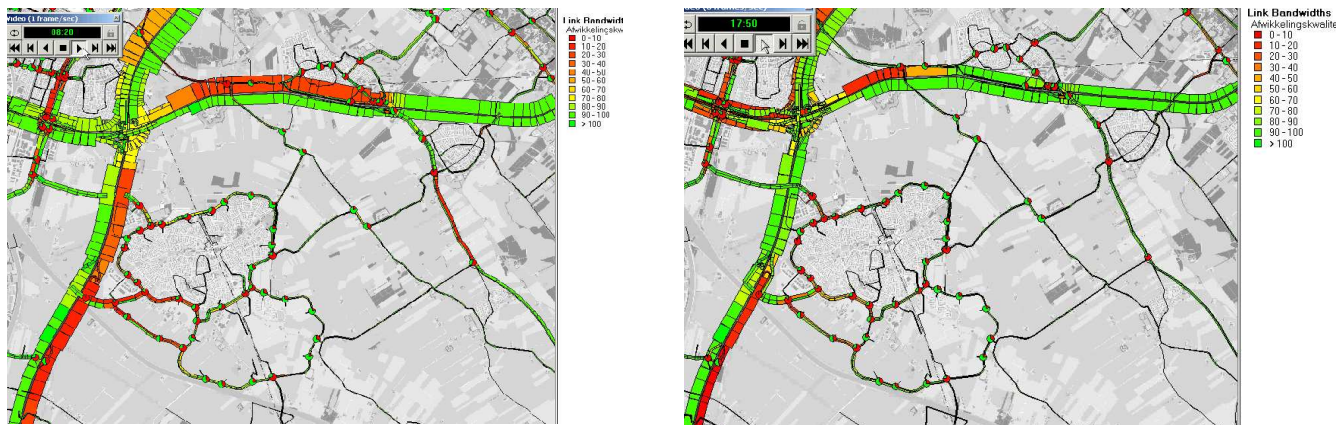 Video (1 frame/sec)
08:20
Link Bandwidt
Afwikkelingskw
0 - 10
10 - 20
20 - 30
30 - 40
40 - 50
50 - 60
60 - 70
70 - 80
80 - 90
90 - 100
> 100
17:50
Link Bandwidths
Afwikkelingskwalite
0 - 10
10 - 20
20 - 30
30 - 40
40 - 50
50 - 60
60 - 70
70 - 80
80 - 90
90 - 100
> 100